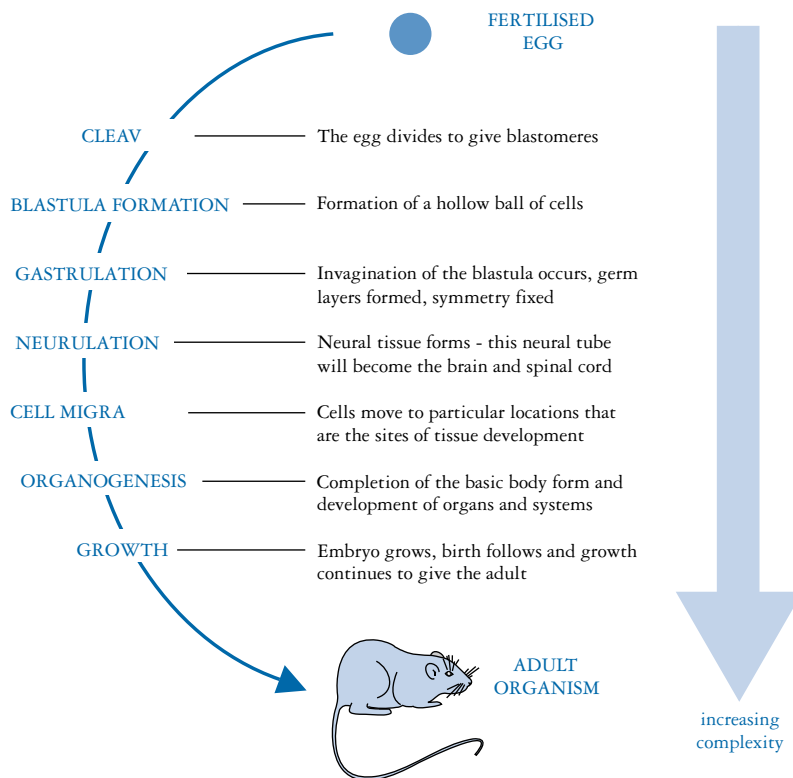 FERTILISED
EGG
CLEAV
The egg divides to give blastomeres
BLASTULA FORMATION
Formation of a hollow ball of cells
GASTRULATION
Invagination of the blastula occurs, germ
layers formed, symmetry fixed
NEURULATION
Neural tissue forms - this neural tube
will become the brain and spinal cord
CELL MIGRA
Cells move to particular locations that
are the sites of tissue development
ORGANOGENESIS
Completion of the basic body form and
development of organs and systems
GROWTH
Embryo grows, birth follows and growth
continues to give the adult
ADULT
ORGANISM
increasing
complexity